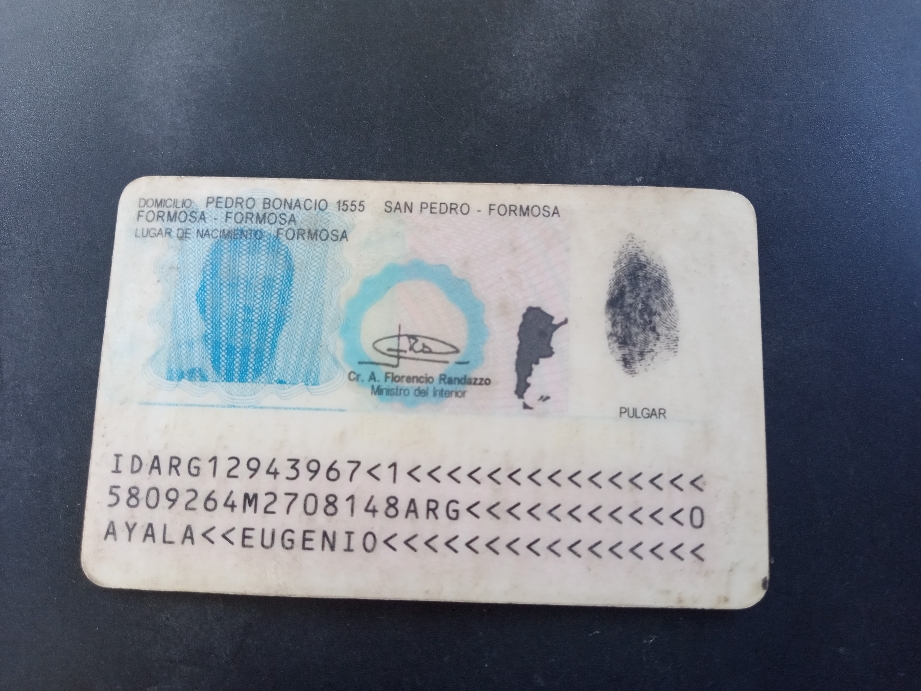 DOMICILIO: PEDRO BONACIO 1555 SAN PEDRO - FORMOSA
FORMOSA - FORMOSA
LUGAR DE NACIMIENTO: FORMOSA
Cr. A. Florencio Randazzo
Ministro del Interior
PULGAR
IDARG12943967<1<<<<<<<<<<<<<<<
5809264M2708148ARG<<<<<<<<<<<0
AYALA<<EUGENIO<<<<<<<<<<<<<<<<